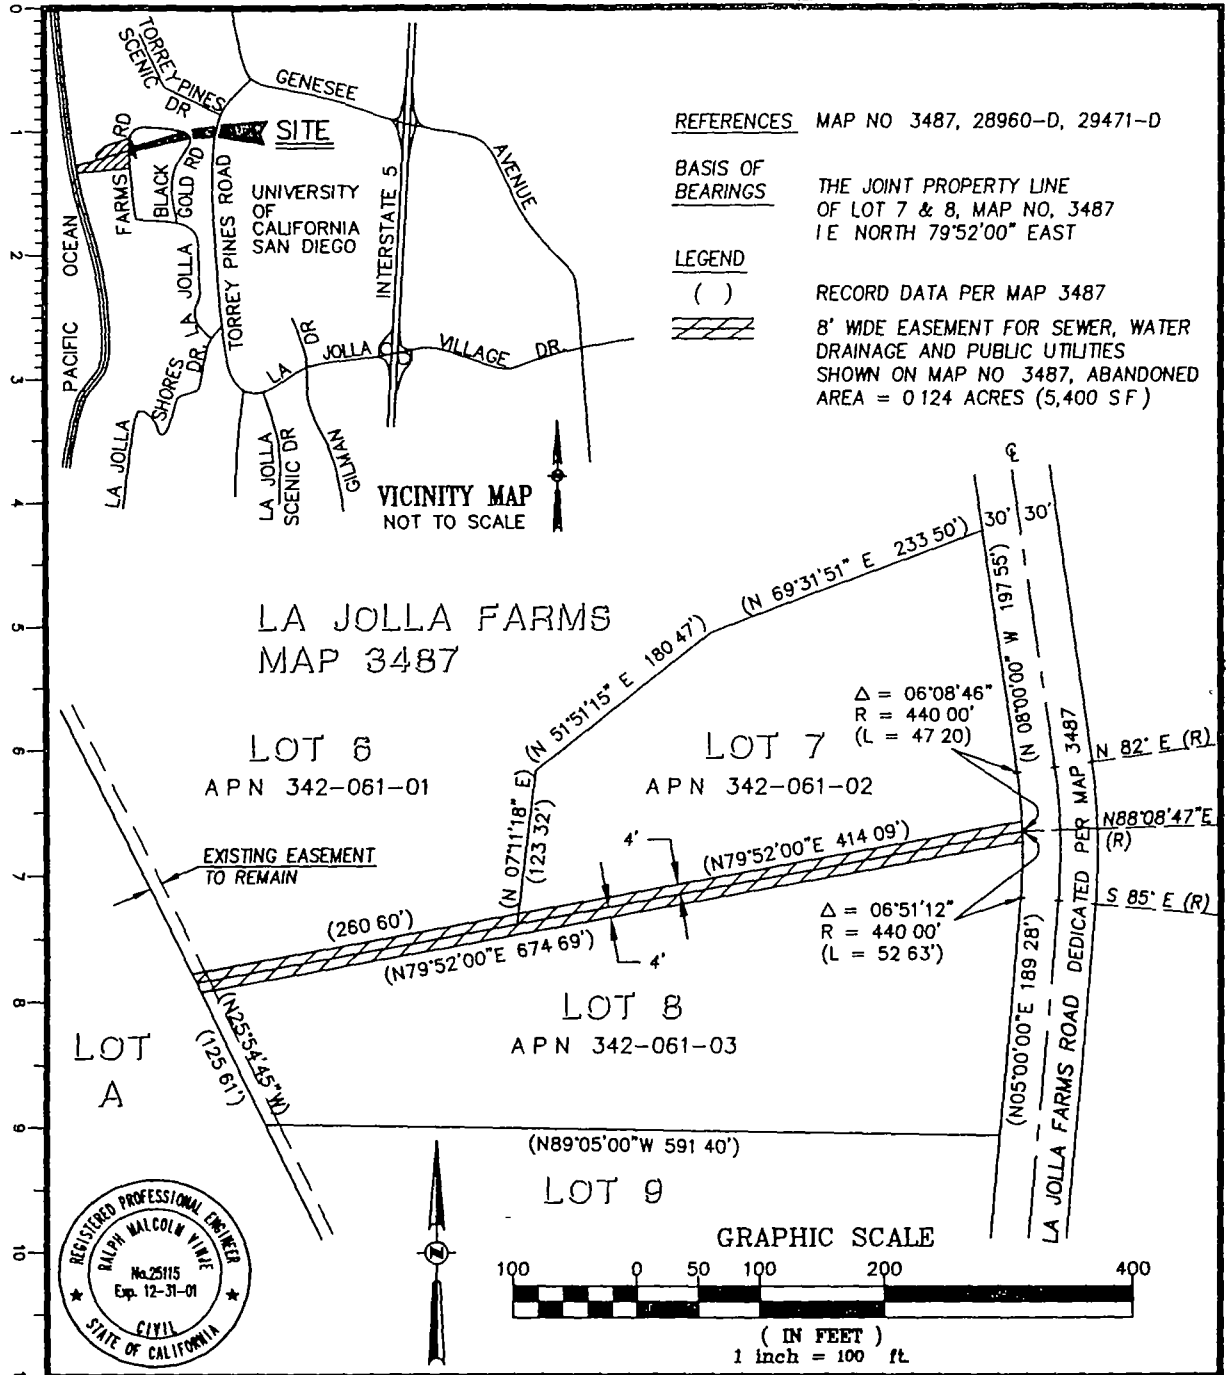 0
1
2
3
4
5
6
7
8
9
10
TORREY PINES
SCENIC DR
GENESEE
AVENUE
SITE
FARMS RD
BLACK
GOLD RD
TORREY PINES ROAD
UNIVERSITY
OF
CALIFORNIA
SAN DIEGO
INTERSTATE 5
PACIFIC OCEAN
LA JOLLA
SHORES DR.
LA JOLLA
LA JOLLA VILLAGE DR.
LA JOLLA
SCENIC DR
GILMAN DR
VICINITY MAP
NOT TO SCALE
REFERENCES MAP NO 3487, 28960-D, 29471-D
BASIS OF
BEARINGS
THE JOINT PROPERTY LINE
OF LOT 7 & 8, MAP NO, 3487
I E NORTH 79°52'00" EAST
LEGEND
( ) RECORD DATA PER MAP 3487
8' WIDE EASEMENT FOR SEWER, WATER
DRAINAGE AND PUBLIC UTILITIES
SHOWN ON MAP NO 3487, ABANDONED
AREA = 0 124 ACRES (5,400 S F)
LA JOLLA FARMS
MAP 3487
℄
30' 30'
(N 69°31'51" E 233 50')
(N 51°51'15" E 180 47')
(N 08°00'00" W 197 55')
Δ = 06°08'46"
R = 440 00'
(L = 47 20)
LOT 6
A P N 342-061-01
LOT 7
A P N 342-061-02
(N 07°11'18" E)
(123 32')
N 82° E (R)
N88°08'47"E
(R)
S 85° E (R)
EXISTING EASEMENT
TO REMAIN
4'
(N79°52'00"E 414 09')
(260 60')
(N79°52'00"E 674 69')
4'
Δ = 06°51'12"
R = 440 00'
(L = 52 63')
LOT 8
A P N 342-061-03
LOT
A
(N25°54'45"W)
(125 61')
(N05°00'00"E 189 28')
LA JOLLA FARMS ROAD DEDICATED PER MAP 3487
(N89°05'00"W 591 40')
LOT 9
REGISTERED PROFESSIONAL ENGINEER
RALPH MALCOLM VINJE
No.25115
Exp. 12-31-01
CIVIL
STATE OF CALIFORNIA
N
GRAPHIC SCALE
100 0 50 100 200 400
( IN FEET )
1 inch = 100 ft.